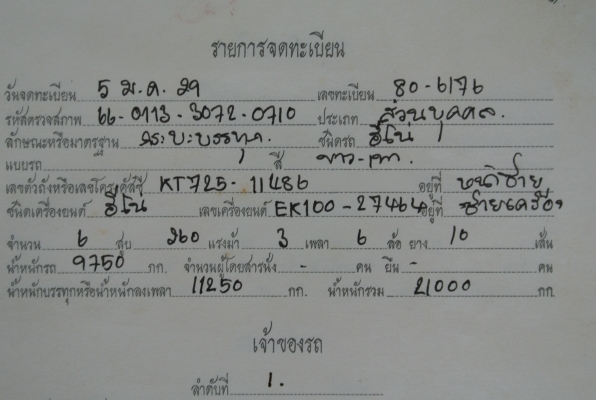 รายการจดทะเบียน
วันจดทะเบียน 5 ม.ค. 29 เลขทะเบียน 80-6176
รหัสตรวจสภาพ 66-0113-3072-0710 ประเภท ส่วนบุคคล.
ลักษณะหรือมาตรฐาน กระบะบรรทุก ชนิดรถ ฮีโน่
แบบรถ สี ขาว-เทา.
เลขตัวถังหรือเลขโครงคัสซี KT725-11486 อยู่ที่
ชนิดเครื่องยนต์ ฮีโน่ เลขเครื่องยนต์ EK100-27464 อยู่ที่ ซ้ายเครื่อง
จำนวน 6 สูบ 260 แรงม้า 3 เพลา 6 ล้อ ยาง 10 เส้น
น้ำหนักรถ 9750 กก. จำนวนผู้โดยสารนั่ง - คน ยืน - คน
น้ำหนักบรรทุกหรือน้ำหนักลงเพลา 11250 กก. น้ำหนักรวม 21000 กก.
เจ้าของรถ
ลำดับที่ 1.